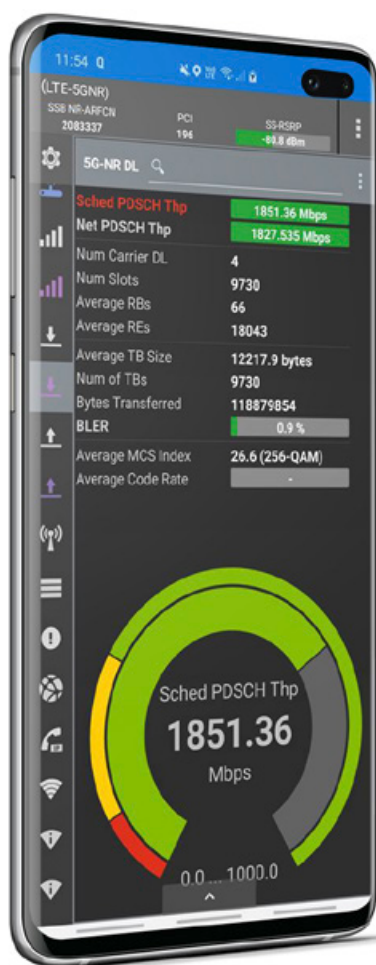 11:54
(LTE-5GNR)
SSB NR-ARFCN PCI SS-RSRP
2083337 196 -80.8 dBm
5G-NR DL
Sched PDSCH Thp 1851.36 Mbps
Net PDSCH Thp 1827.535 Mbps
Num Carrier DL 4
Num Slots 9730
Average RBs 66
Average REs 18043
Average TB Size 12217.9 bytes
Num of TBs 9730
Bytes Transferred 118879854
BLER 0.9 %
Average MCS Index 26.6 (256-QAM)
Average Code Rate -
Sched PDSCH Thp
1851.36
Mbps
0.0 ... 1000.0